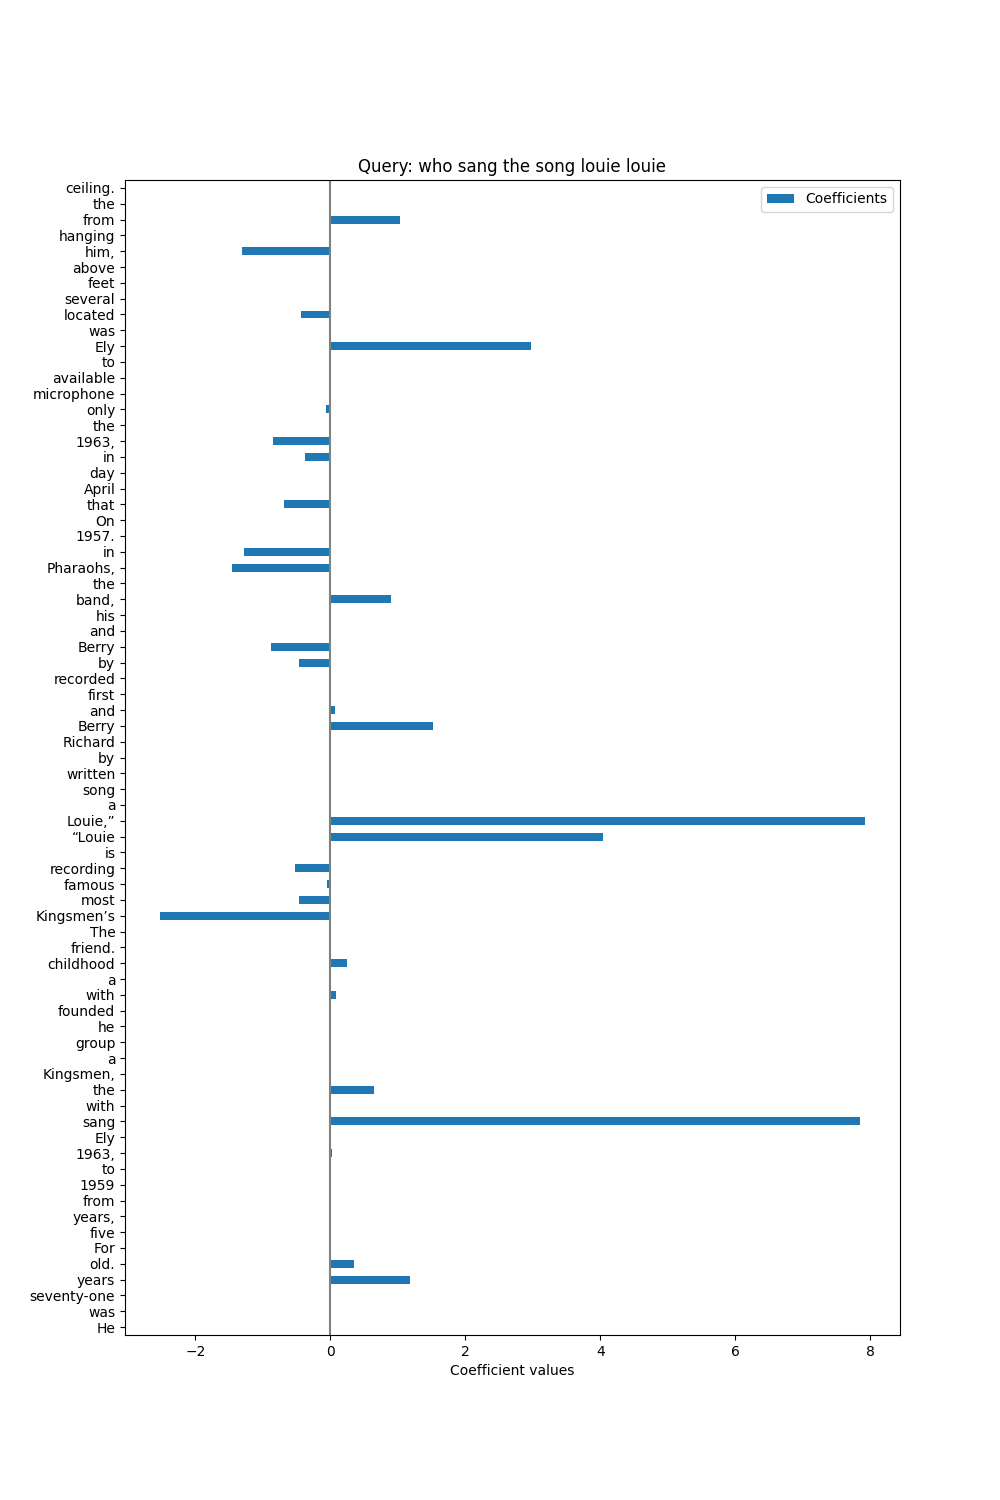 Query: who sang the song louie louie
Coefficients
ceiling.
the
from
hanging
him,
above
feet
several
located
was
Ely
to
available
microphone
only
the
1963,
in
day
April
that
On
1957.
in
Pharaohs,
the
band,
his
and
Berry
by
recorded
first
and
Berry
Richard
by
written
song
a
Louie,”
“Louie
is
recording
famous
most
Kingsmen’s
The
friend.
childhood
a
with
founded
he
group
a
Kingsmen,
the
with
sang
Ely
1963,
to
1959
from
years,
five
For
old.
years
seventy-one
was
He
−2 0 2 4 6 8
Coefficient values